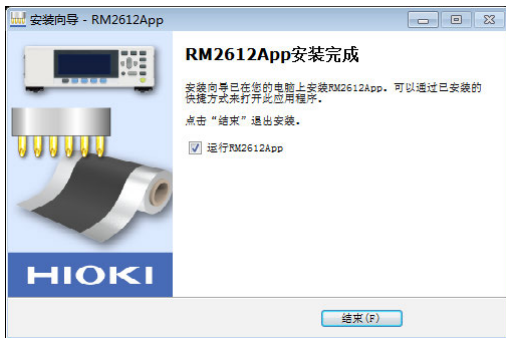 安装向导 - RM2612App
RM2612App安装完成
安装向导已在您的电脑上安装RM2612App。可以通过已安装的
快捷方式来打开此应用程序。
点击“结束”退出安装。
运行RM2612App
HIOKI
结束(F)